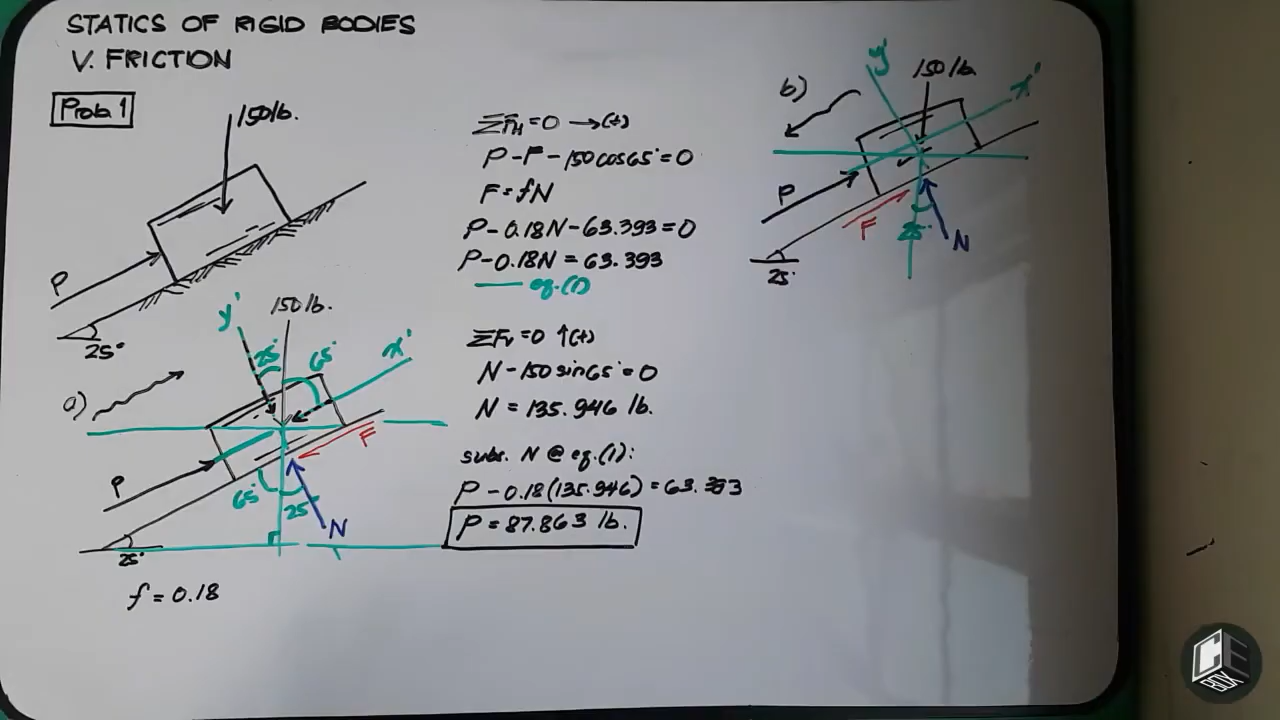 STATICS OF RIGID BODIES
V. FRICTION
Prob. 1
150 lb.
P
25°
a)
y'
150 lb.
25°
65°
x'
F
P
65°
25°
N
25°
f = 0.18
ΣFH = 0 → (+)
P - F - 150 cos 65° = 0
F = fN
P - 0.18N - 63.393 = 0
P - 0.18N = 63.393
eq. (1)
ΣFV = 0 ↑(+)
N - 150 sin 65° = 0
N = 135.946 lb.
subs. N @ eq. (1):
P - 0.18 (135.946) = 63.393
P = 87.863 lb.
b)
y'
150 lb.
x'
P
F
25°
N
25°
CE
BOX